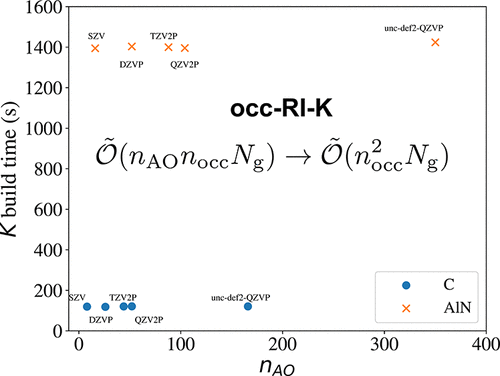 K build time (s)
1600
1400
1200
1000
800
600
400
200
0
SZV
DZVP
TZV2P
QZV2P
unc-def2-QZVP
occ-RI-K
Õ(n_AO n_occ N_g) → Õ(n_occ^2 N_g)
SZV
DZVP
TZV2P
QZV2P
unc-def2-QZVP
C
AlN
0 100 200 300 400
n_AO